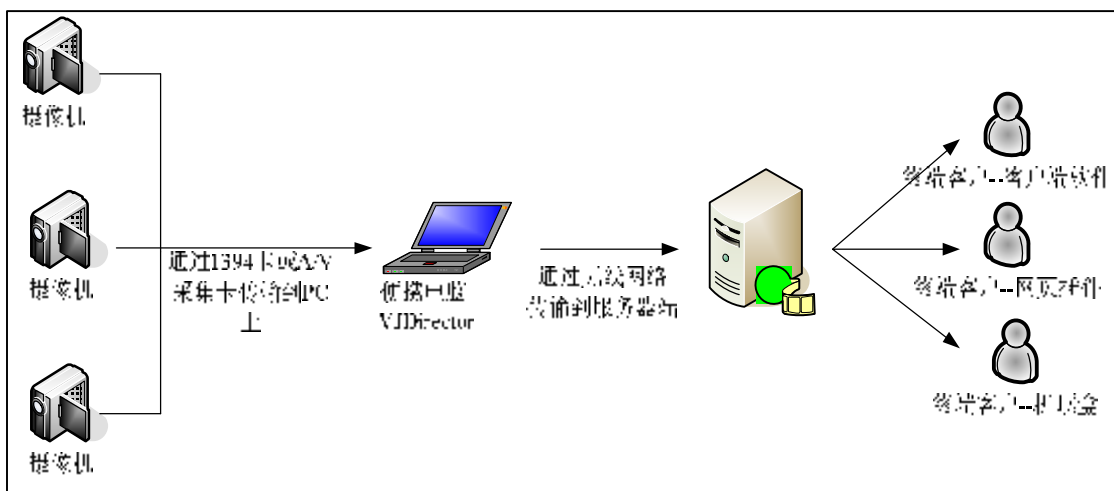 摄像机
摄像机
摄像机
通过1394卡或A/V
采集卡传输到PC
上
便携电脑
VJDirector
通过无线网络
传输到服务器端
终端客户--客户端软件
终端客户--网页插件
终端客户--机顶盒